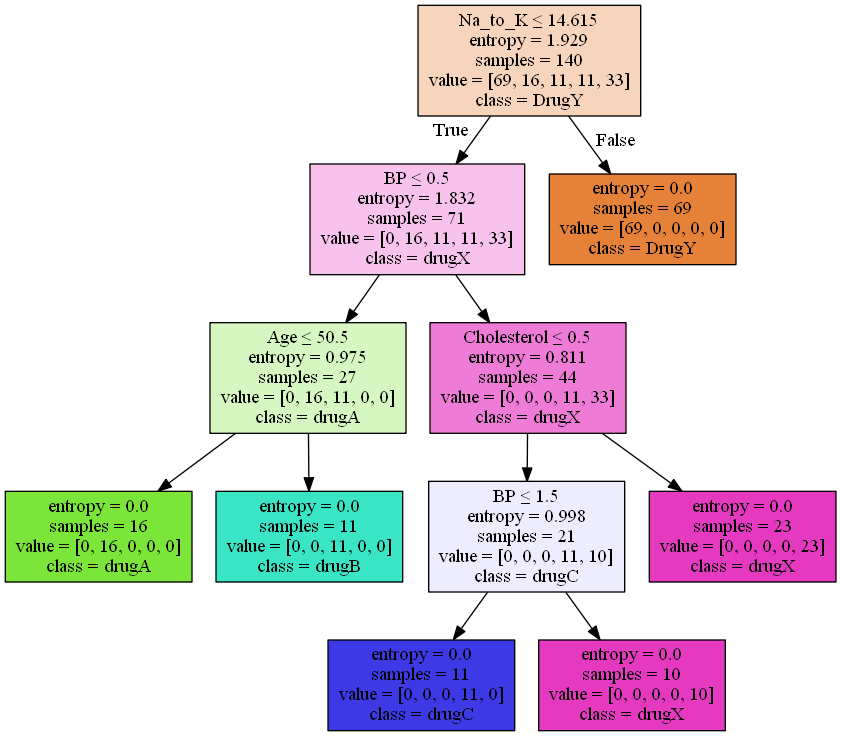 Na_to_K ≤ 14.615
entropy = 1.929
samples = 140
value = [69, 16, 11, 11, 33]
class = DrugY
True
False
BP ≤ 0.5
entropy = 1.832
samples = 71
value = [0, 16, 11, 11, 33]
class = drugX
entropy = 0.0
samples = 69
value = [69, 0, 0, 0, 0]
class = DrugY
Age ≤ 50.5
entropy = 0.975
samples = 27
value = [0, 16, 11, 0, 0]
class = drugA
Cholesterol ≤ 0.5
entropy = 0.811
samples = 44
value = [0, 0, 0, 11, 33]
class = drugX
entropy = 0.0
samples = 16
value = [0, 16, 0, 0, 0]
class = drugA
entropy = 0.0
samples = 11
value = [0, 0, 11, 0, 0]
class = drugB
BP ≤ 1.5
entropy = 0.998
samples = 21
value = [0, 0, 0, 11, 10]
class = drugC
entropy = 0.0
samples = 23
value = [0, 0, 0, 0, 23]
class = drugX
entropy = 0.0
samples = 11
value = [0, 0, 0, 11, 0]
class = drugC
entropy = 0.0
samples = 10
value = [0, 0, 0, 0, 10]
class = drugX